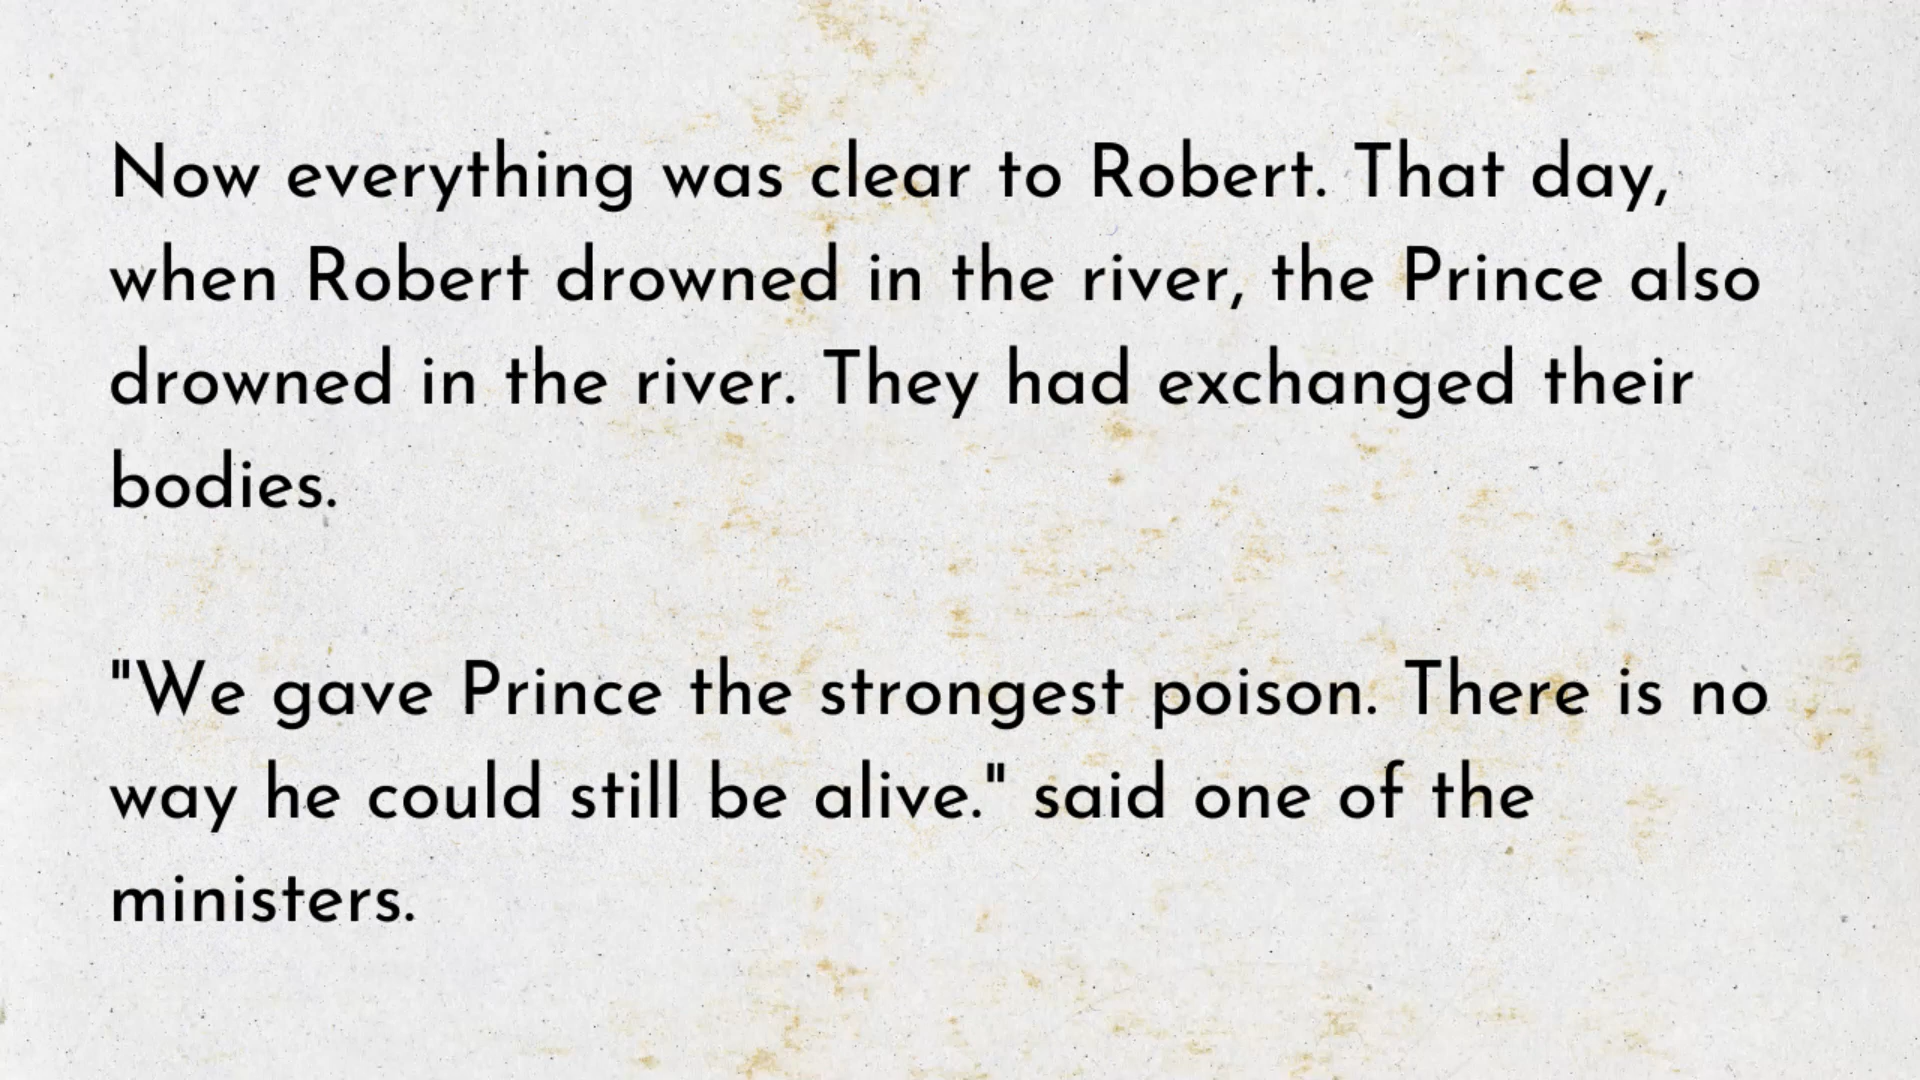 Now everything was clear to Robert. That day,
when Robert drowned in the river, the Prince also
drowned in the river. They had exchanged their
bodies.
"We gave Prince the strongest poison. There is no
way he could still be alive." said one of the
ministers.